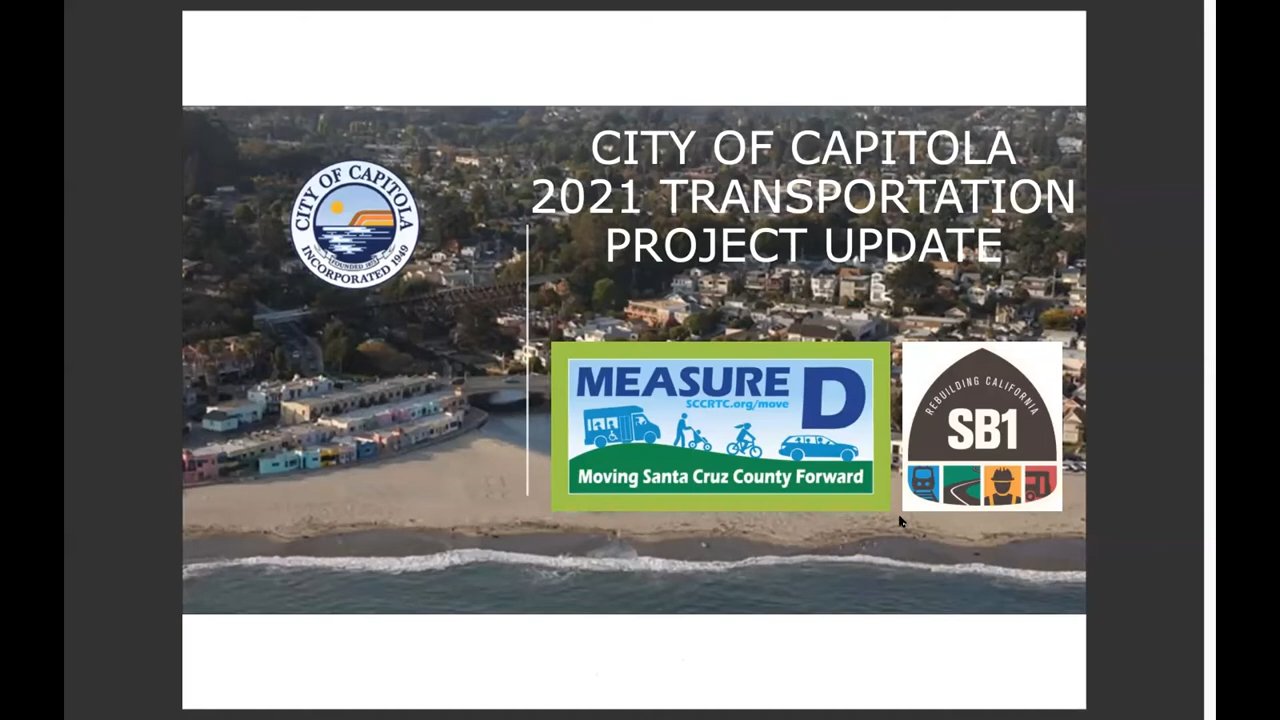 CITY OF CAPITOLA
2021 TRANSPORTATION
PROJECT UPDATE
CITY OF CAPITOLA
INCORPORATED 1949
MEASURE D
SCCRTC.org/move
Moving Santa Cruz County Forward
REBUILDING CALIFORNIA
SB1